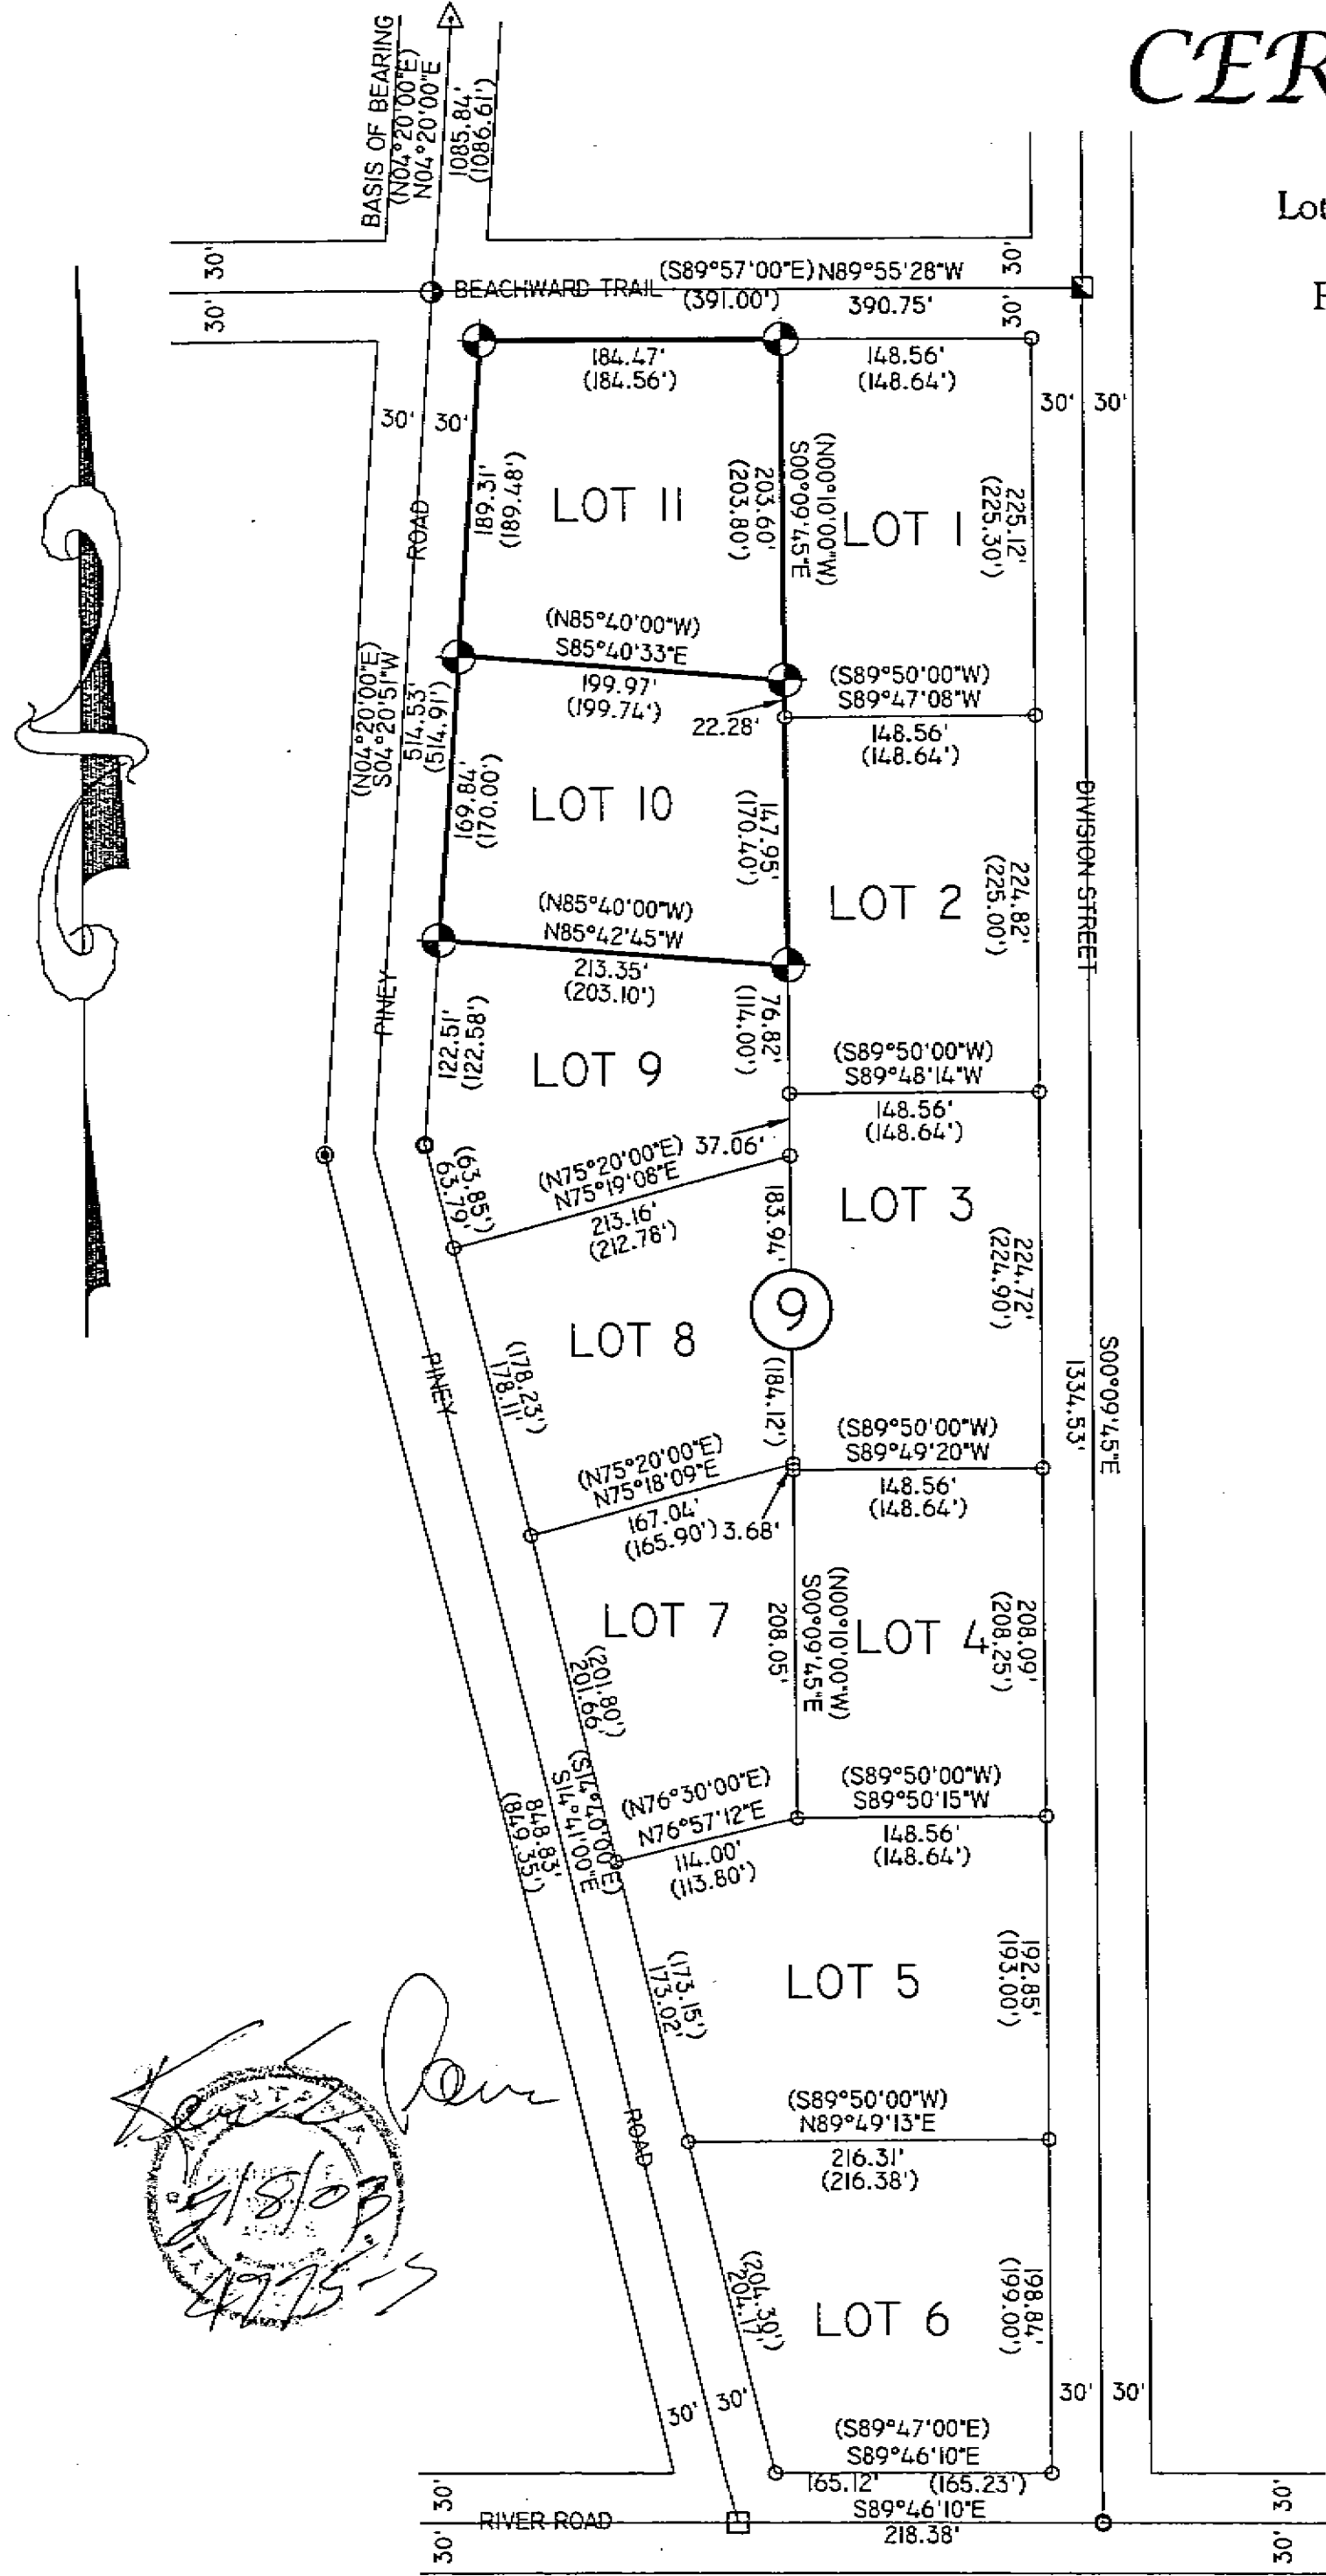 CER
Lot
F
BASIS OF BEARING
(N04°20'00"E)
N04°20'00"E
1085.84'
(1086.61')
30'
30'
BEACHWARD TRAIL
(S89°57'00"E) N89°55'28"W
(391.00')
390.75'
30'
30'
184.47'
(184.56')
148.56'
(148.64')
30'
30'
30'
30'
189.31'
(189.48')
LOT 11
203.60'
(203.80')
(N00°10'00"W)
S00°09'45"E
LOT 1
225.12'
(225.30')
ROAD
(N85°40'00"W)
S85°40'33"E
199.97'
(199.74')
22.28'
(S89°50'00"W)
S89°47'08"W
148.56'
(148.64')
(N04°20'00"E)
S04°20'51"W
514.53'
(514.91')
169.84'
(170.00')
LOT 10
147.95'
(170.40')
LOT 2
224.82'
(225.00')
DIVISION STREET
(N85°40'00"W)
N85°42'45"W
213.35'
(203.10')
PINEY
122.51'
(122.58')
LOT 9
76.82'
(114.00')
(S89°50'00"W)
S89°48'14"W
148.56'
(148.64')
(63.85')
63.79'
(N75°20'00"E)
N75°19'08"E
37.06'
213.16'
(212.78')
183.94'
LOT 3
224.72'
(224.90')
9
LOT 8
(184.12')
PINEY
(178.23')
178.11'
S00°09'45"E
1334.53'
(N75°20'00"E)
N75°18'09"E
167.04'
(165.90')
3.68'
(S89°50'00"W)
S89°49'20"W
148.56'
(148.64')
LOT 7
208.05'
(N00°10'00"W)
S00°09'45"E
LOT 4
208.09'
(208.25')
(201.80')
201.66'
(S14°40'00"E)
S14°41'00"E
848.83'
(849.35')
(N76°30'00"E)
N76°57'12"E
114.00'
(113.80')
(S89°50'00"W)
S89°50'15"W
148.56'
(148.64')
(173.15')
173.02'
LOT 5
192.85'
(193.00')
ROAD
(S89°50'00"W)
N89°49'13"E
216.31'
(216.38')
4975-S
(204.30')
204.17'
LOT 6
198.84'
(199.00')
30'
30'
30'
30'
(S89°47'00"E)
S89°46'10"E
165.12'
(165.23')
30'
30'
RIVER ROAD
S89°46'10"E
218.38'
30'
30'